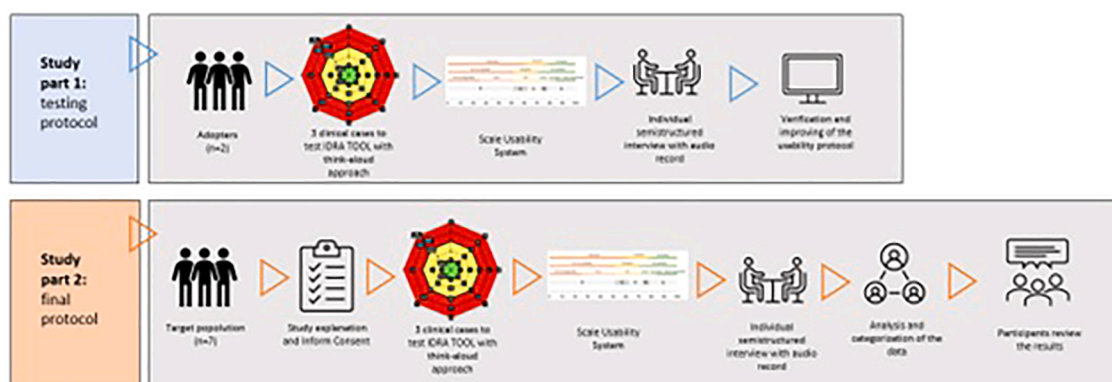 Study
part 1:
testing
protocol
Adopters
(n=2)
3 clinical cases to
test IDRA TOOL with
think-aloud
approach
Scale Usability
System
Individual
semistructured
interview with audio
record
Verification and
improving of the
usability protocol
Study
part 2:
final
protocol
Target popolution
(n=7)
Study explanation
and Inform Consent
3 clinical cases to
test IDRA TOOL with
think-aloud
approach
Scale Usability
System
Individual
semistructured
interview with audio
record
Analysis and
categorization of the
data
Participants review
the results